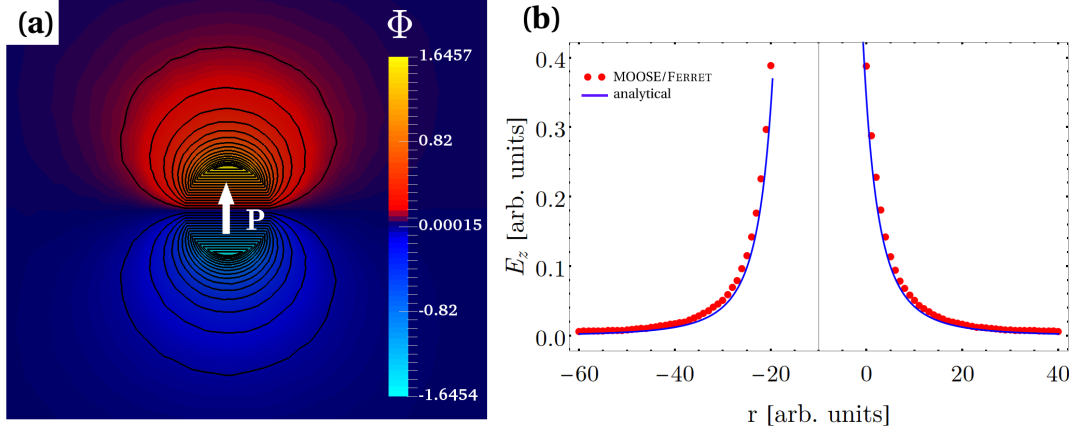 (a)
Φ
1.6457
0.82
0.00015
-0.82
-1.6454
P
(b)
0.4
0.3
0.2
0.1
0.0
E_z [arb. units]
MOOSE/FERRET
analytical
−60 −40 −20 0 20 40
r [arb. units]